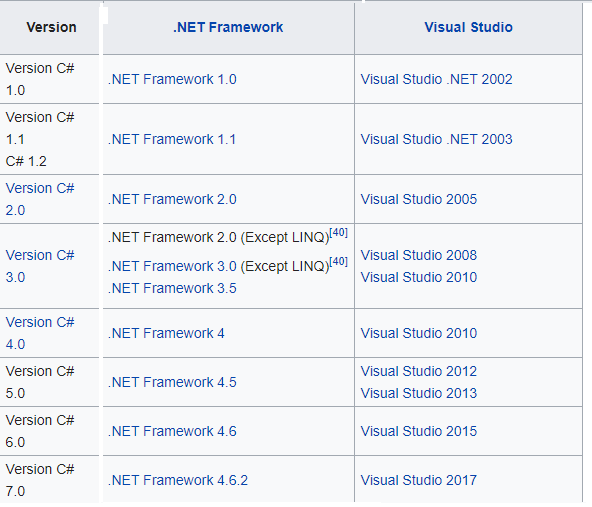 Version .NET Framework Visual Studio
Version C#
1.0
.NET Framework 1.0
Visual Studio .NET 2002
Version C#
1.1
C# 1.2
.NET Framework 1.1
Visual Studio .NET 2003
Version C#
2.0
.NET Framework 2.0
Visual Studio 2005
Version C#
3.0
.NET Framework 2.0 (Except LINQ)[40]
.NET Framework 3.0 (Except LINQ)[40]
.NET Framework 3.5
Visual Studio 2008
Visual Studio 2010
Version C#
4.0
.NET Framework 4
Visual Studio 2010
Version C#
5.0
.NET Framework 4.5
Visual Studio 2012
Visual Studio 2013
Version C#
6.0
.NET Framework 4.6
Visual Studio 2015
Version C#
7.0
.NET Framework 4.6.2
Visual Studio 2017